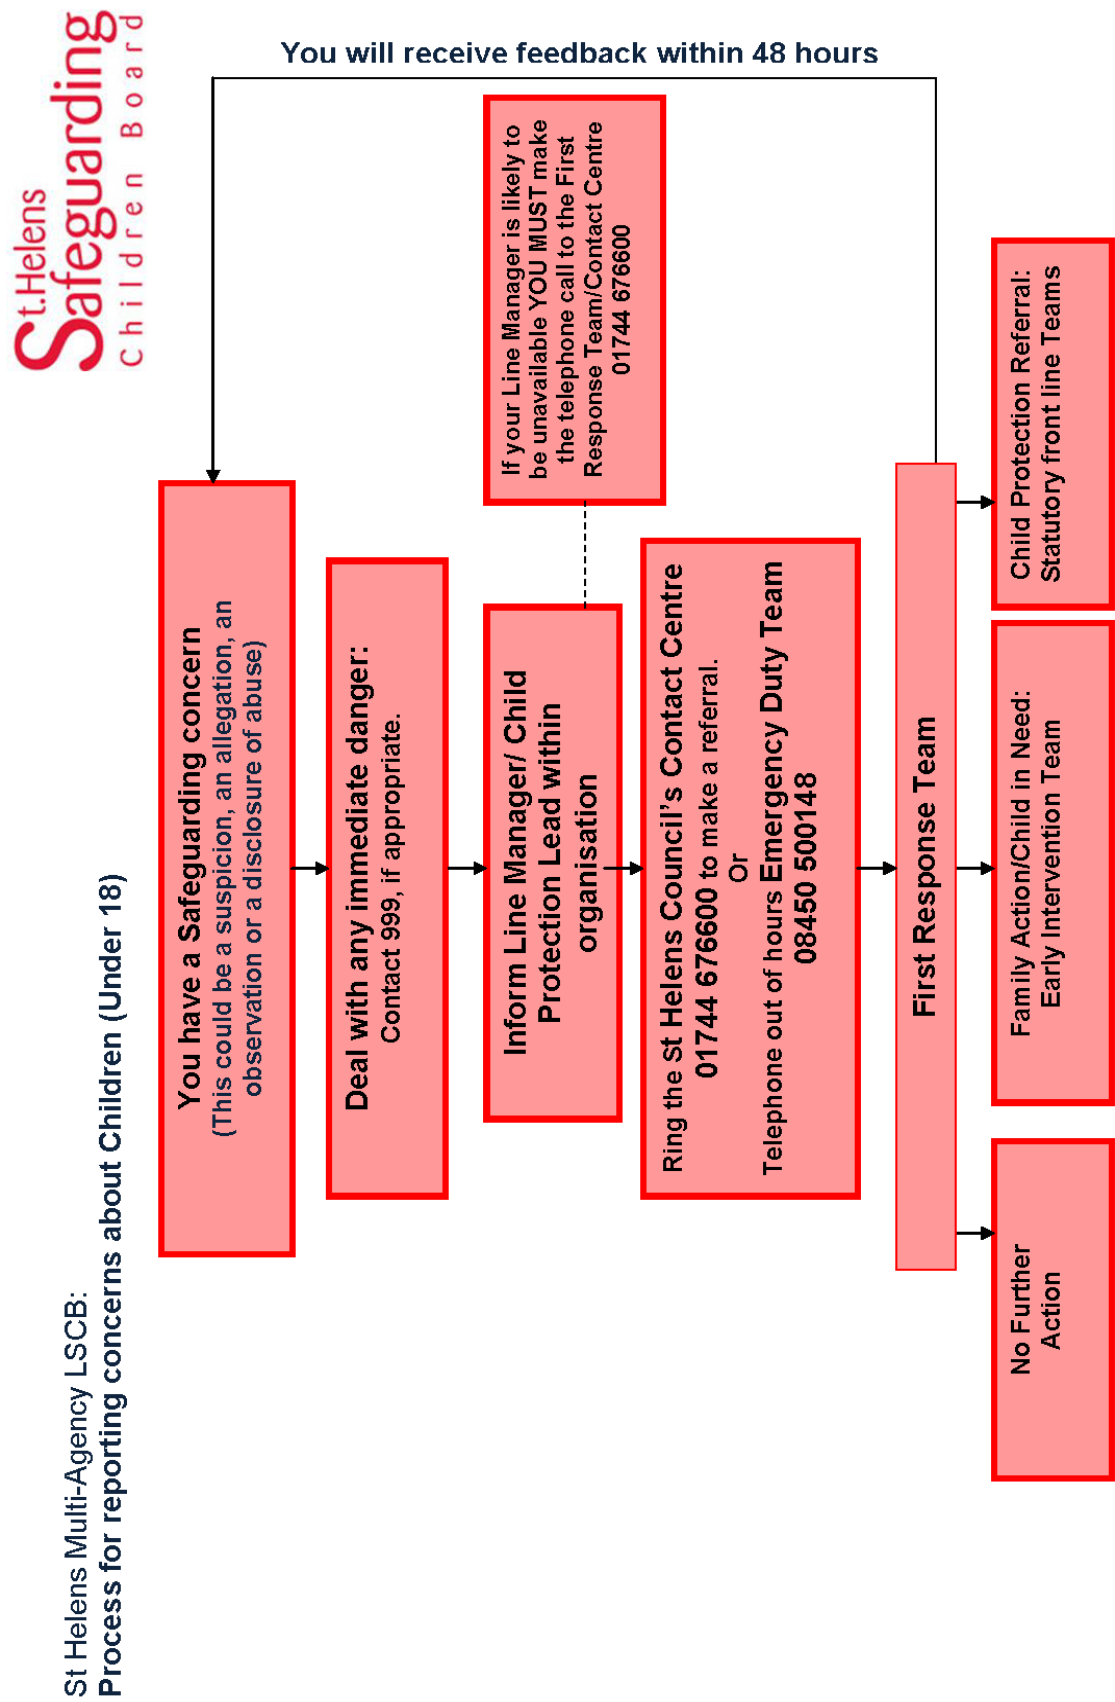 St Helens Multi-Agency LSCB:
Process for reporting concerns about Children (Under 18)
St.Helens
Safeguarding
Children Board
You have a Safeguarding concern
(This could be a suspicion, an allegation, an
observation or a disclosure of abuse)
You will receive feedback within 48 hours
Deal with any immediate danger:
Contact 999, if appropriate.
Inform Line Manager/ Child
Protection Lead within
organisation
If your Line Manager is likely to
be unavailable YOU MUST make
the telephone call to the First
Response Team/Contact Centre
01744 676600
Ring the St Helens Council's Contact Centre
01744 676600 to make a referral.
Or
Telephone out of hours Emergency Duty Team
08450 500148
First Response Team
No Further
Action
Family Action/Child in Need:
Early Intervention Team
Child Protection Referral:
Statutory front line Teams